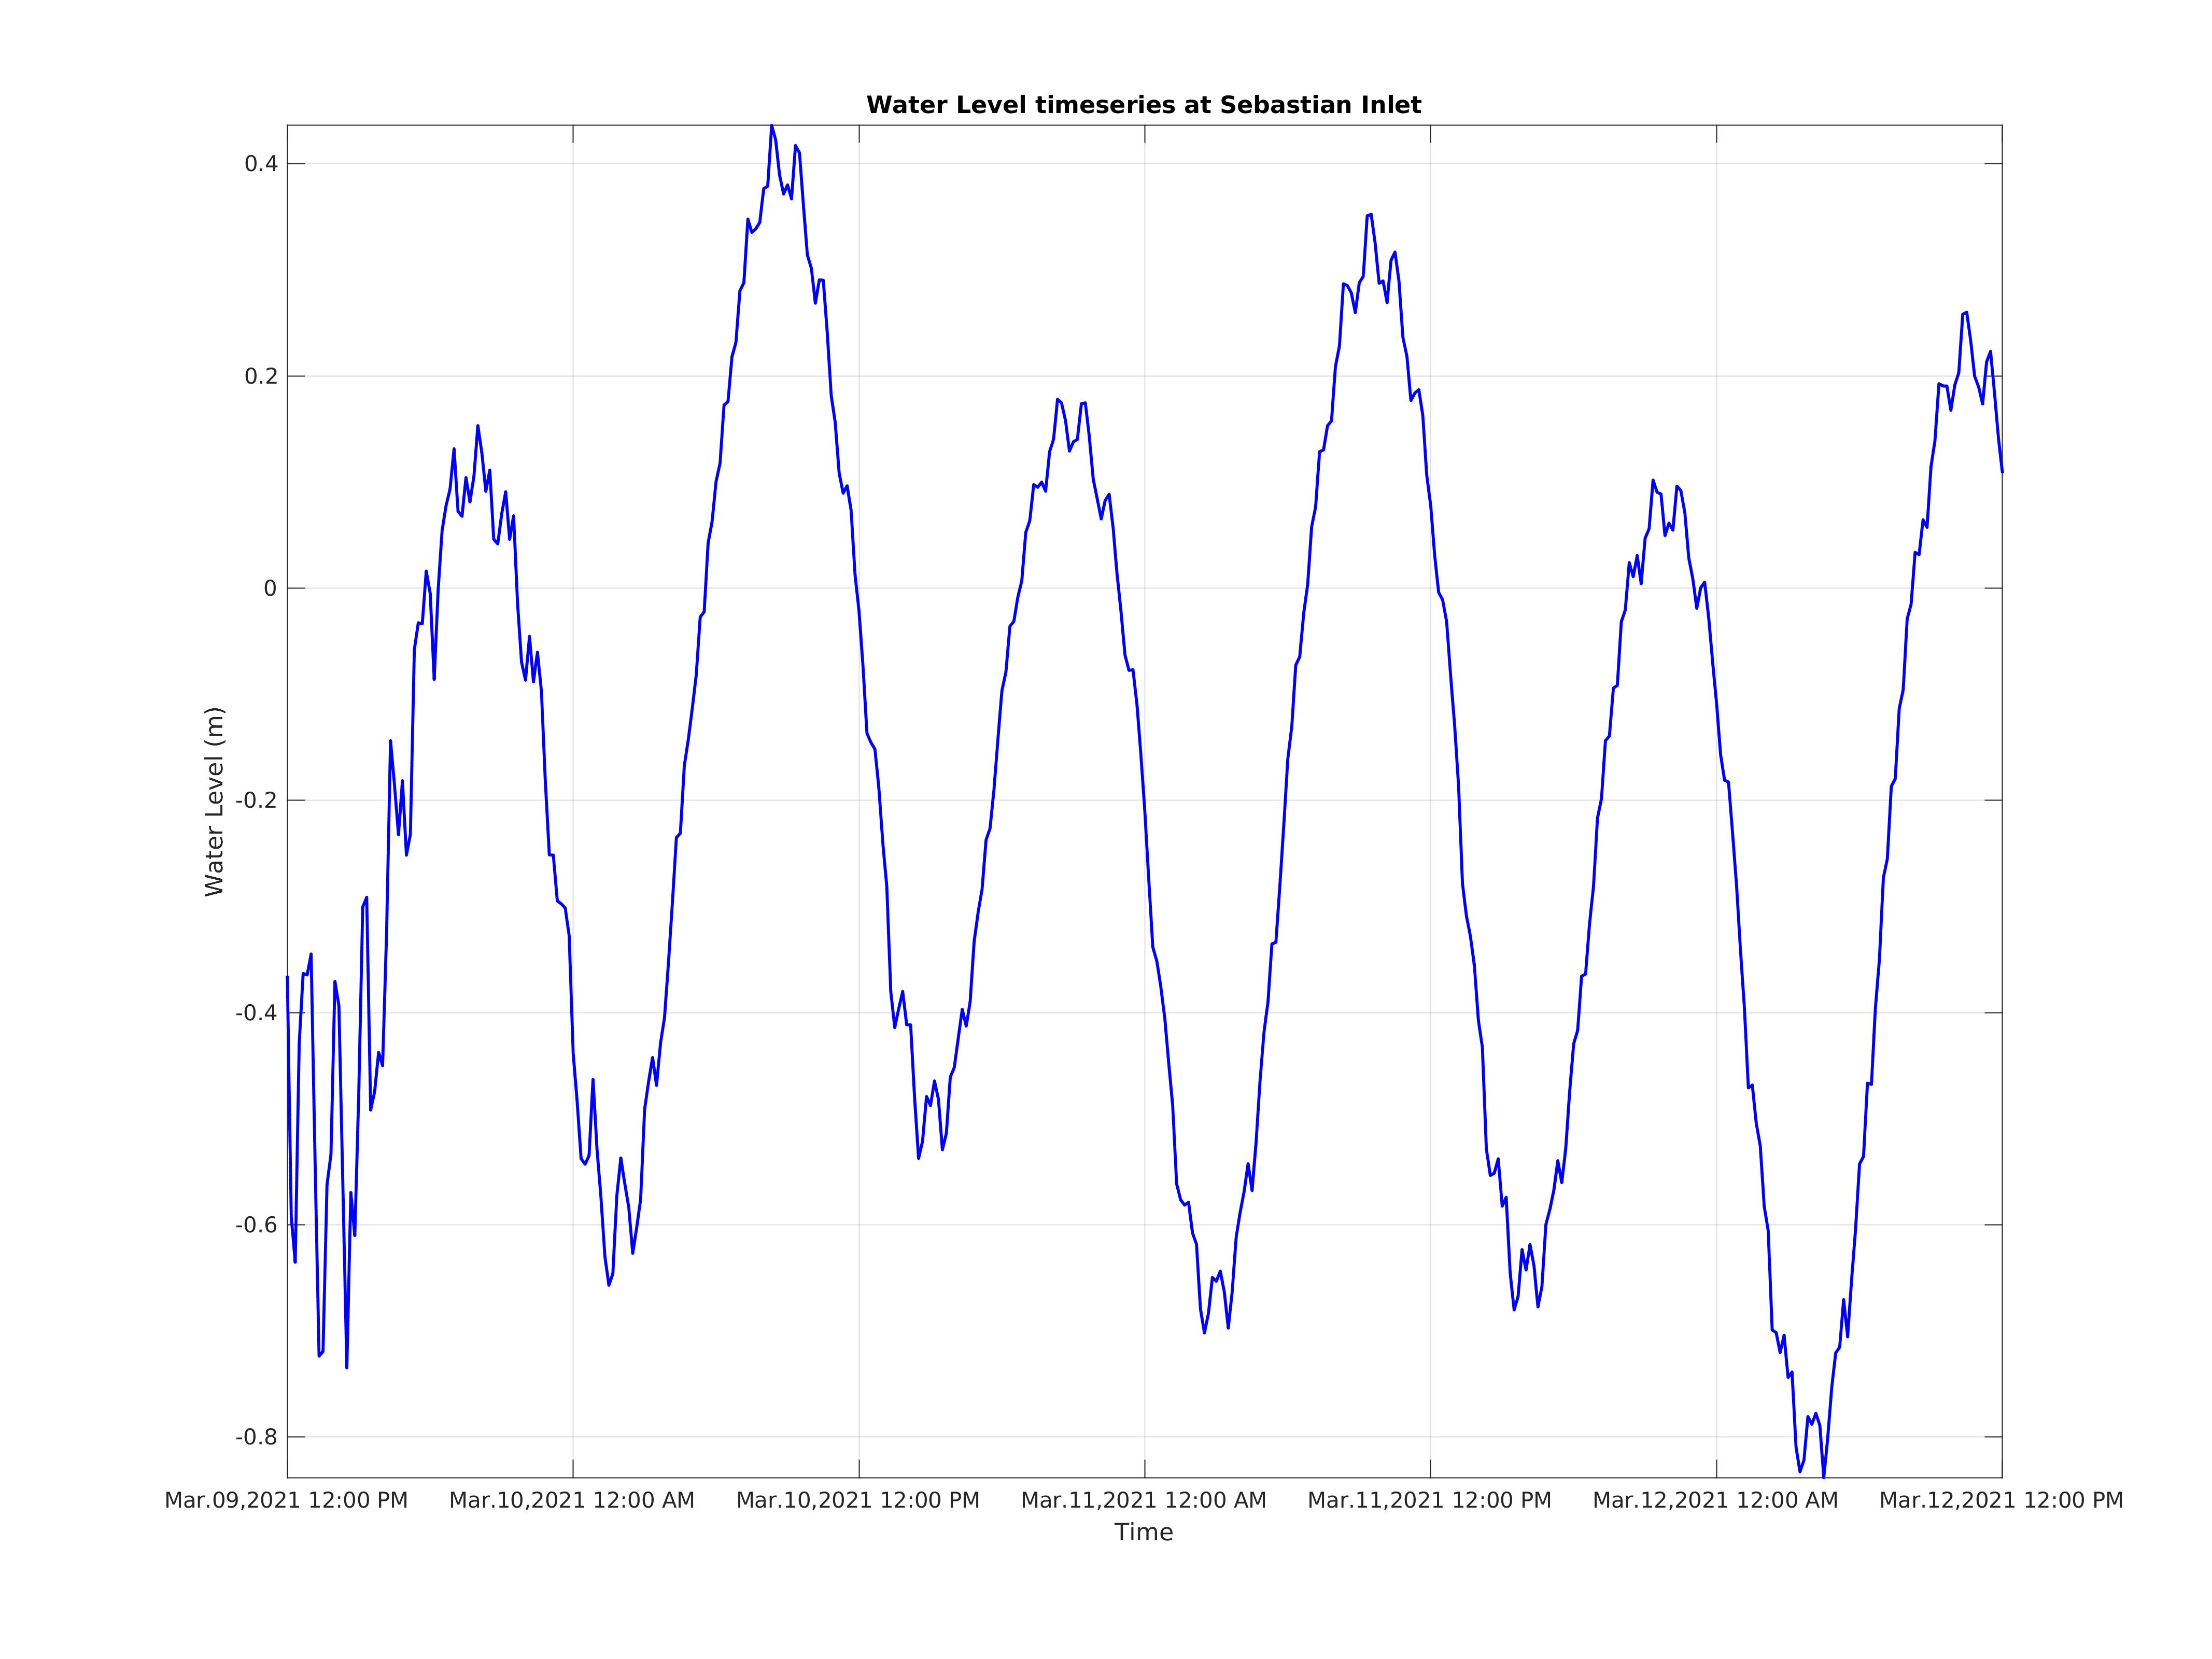 Water Level timeseries at Sebastian Inlet
0.4
0.2
0
-0.2
-0.4
-0.6
-0.8
Water Level (m)
Mar.09,2021 12:00 PM Mar.10,2021 12:00 AM Mar.10,2021 12:00 PM Mar.11,2021 12:00 AM Mar.11,2021 12:00 PM Mar.12,2021 12:00 AM Mar.12,2021 12:00 PM
Time